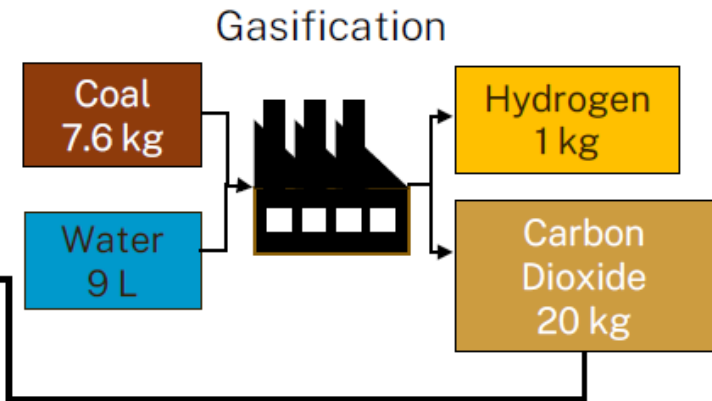 Gasification
Coal
7.6 kg
Water
9 L
Hydrogen
1 kg
Carbon
Dioxide
20 kg